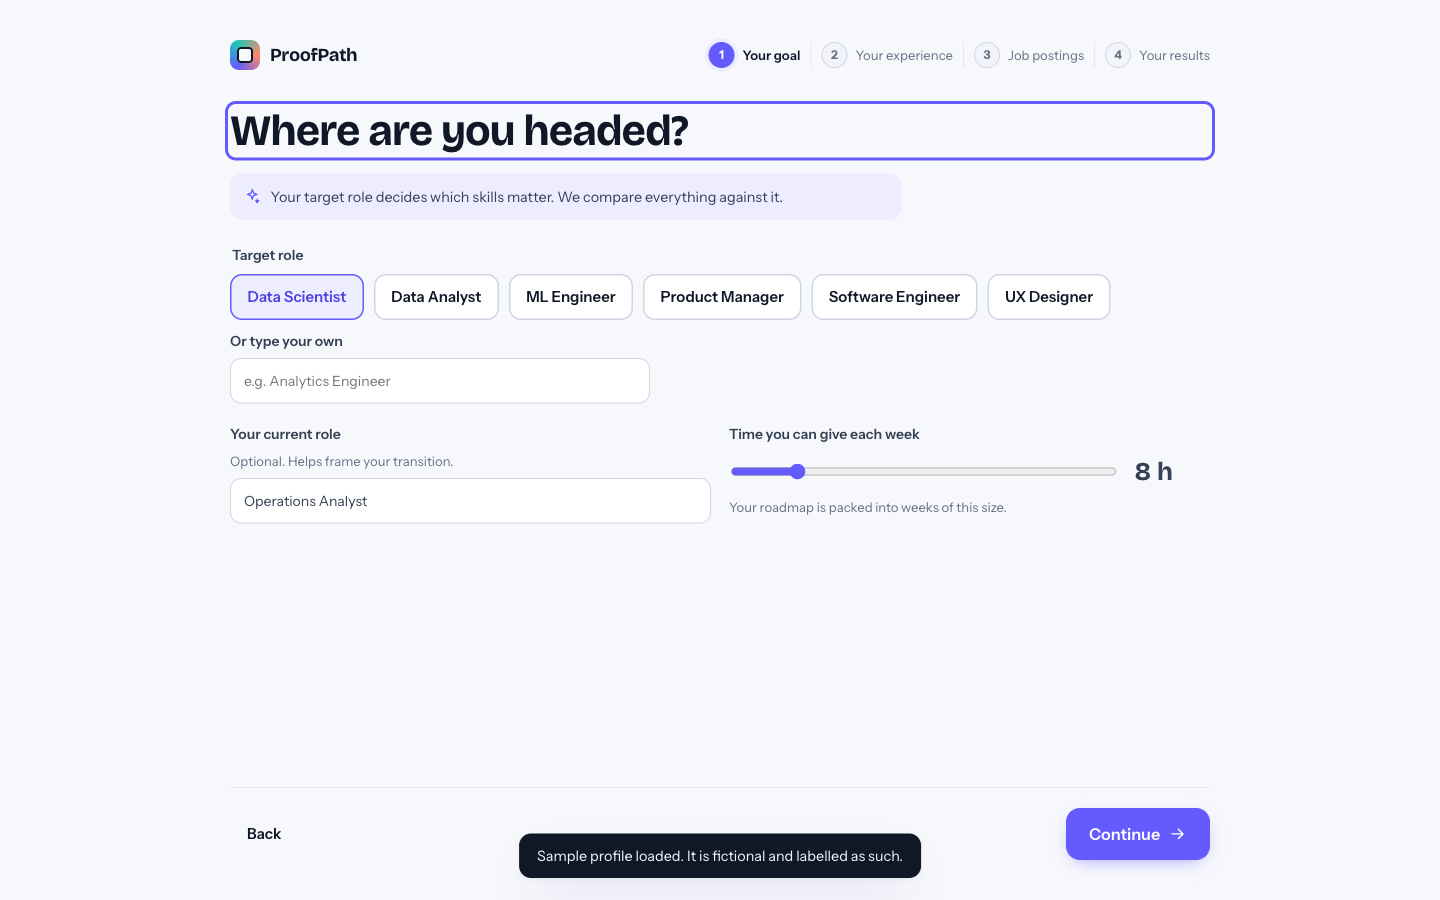 ProofPath
1 Your goal
2 Your experience
3 Job postings
4 Your results
Where are you headed?
Your target role decides which skills matter. We compare everything against it.
Target role
Data Scientist
Data Analyst
ML Engineer
Product Manager
Software Engineer
UX Designer
Or type your own
e.g. Analytics Engineer
Your current role
Optional. Helps frame your transition.
Operations Analyst
Time you can give each week
8 h
Your roadmap is packed into weeks of this size.
Back
Continue
Sample profile loaded. It is fictional and labelled as such.